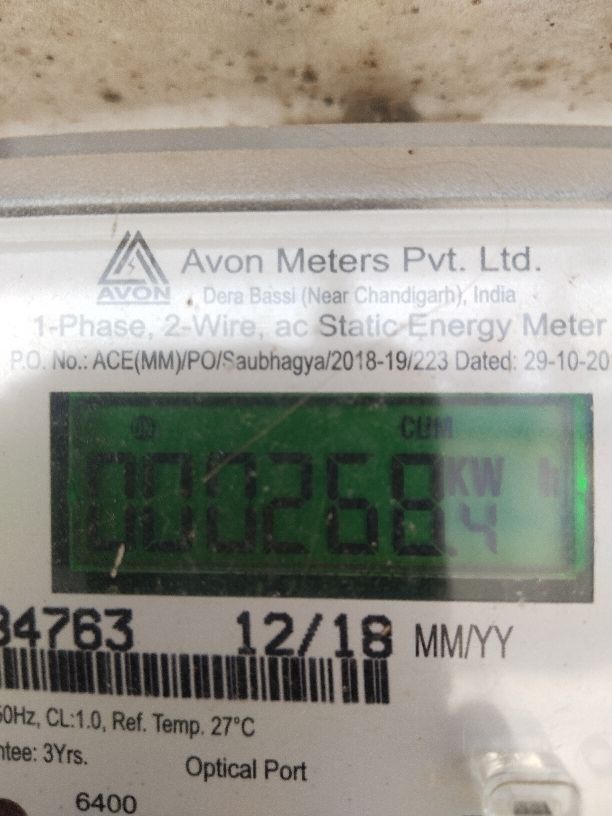 AVON
Avon Meters Pvt. Ltd.
Dera Bassi (Near Chandigarh), India
1-Phase, 2-Wire, ac Static Energy Meter
P.O. No.: ACE(MM)/PO/Saubhagya/2018-19/223 Dated: 29-10-20
CUM
000268.4 KW h
84763 12/18 MM/YY
50Hz, CL:1.0, Ref. Temp. 27°C
ntee: 3Yrs.
Optical Port
6400